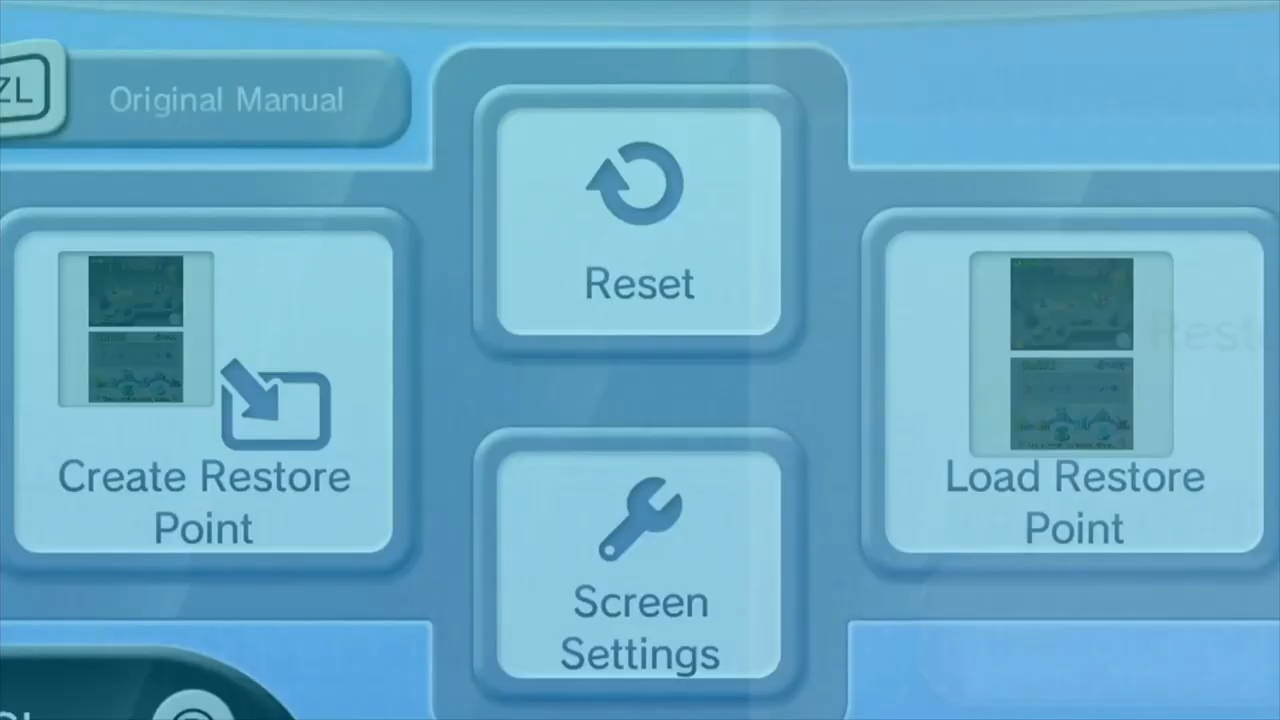 ZL
Original Manual
Reset
Create Restore
Point
Load Restore
Point
Screen
Settings